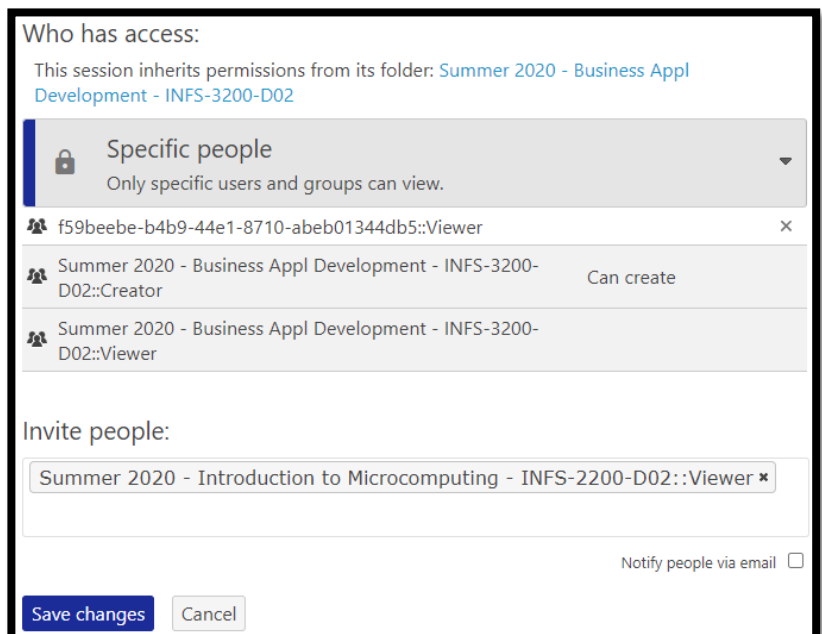 Who has access:
This session inherits permissions from its folder: Summer 2020 - Business Appl
Development - INFS-3200-D02
Specific people
Only specific users and groups can view.
f59beebe-b4b9-44e1-8710-abeb01344db5::Viewer ×
Summer 2020 - Business Appl Development - INFS-3200-
D02::Creator
Can create
Summer 2020 - Business Appl Development - INFS-3200-
D02::Viewer
Invite people:
Summer 2020 - Introduction to Microcomputing - INFS-2200-D02::Viewer ×
Notify people via email
Save changes Cancel